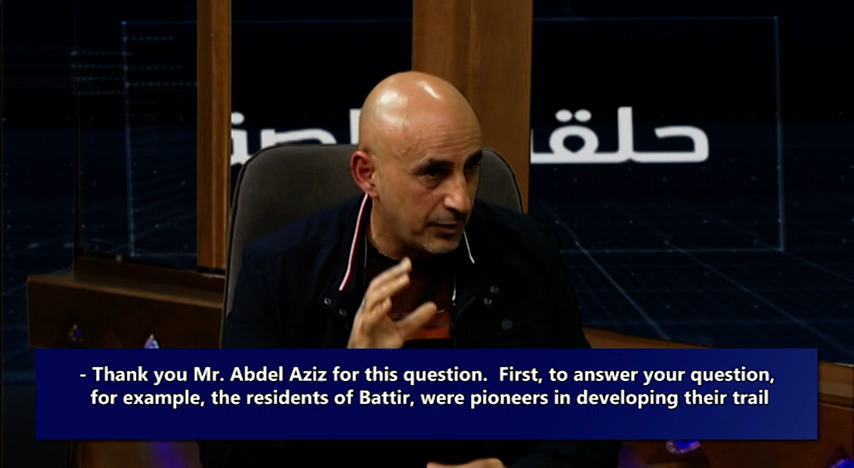 حلقة
- Thank you Mr. Abdel Aziz for this question. First, to answer your question,
for example, the residents of Battir, were pioneers in developing their trail